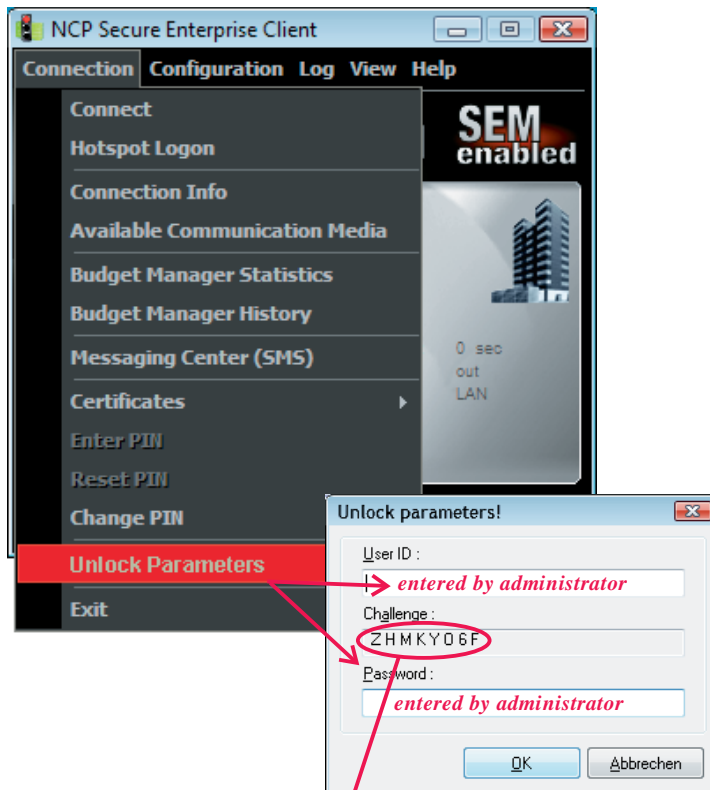 NCP Secure Enterprise Client
Connection Configuration Log View Help
Connect
Hotspot Logon
Connection Info
Available Communication Media
Budget Manager Statistics
Budget Manager History
Messaging Center (SMS)
Certificates
Enter PIN
Reset PIN
Change PIN
Unlock Parameters
Exit
SEM
enabled
0 sec
out
LAN
Unlock parameters!
User ID :
entered by administrator
Challenge :
ZHMKYO6F
Password :
entered by administrator
OK Abbrechen